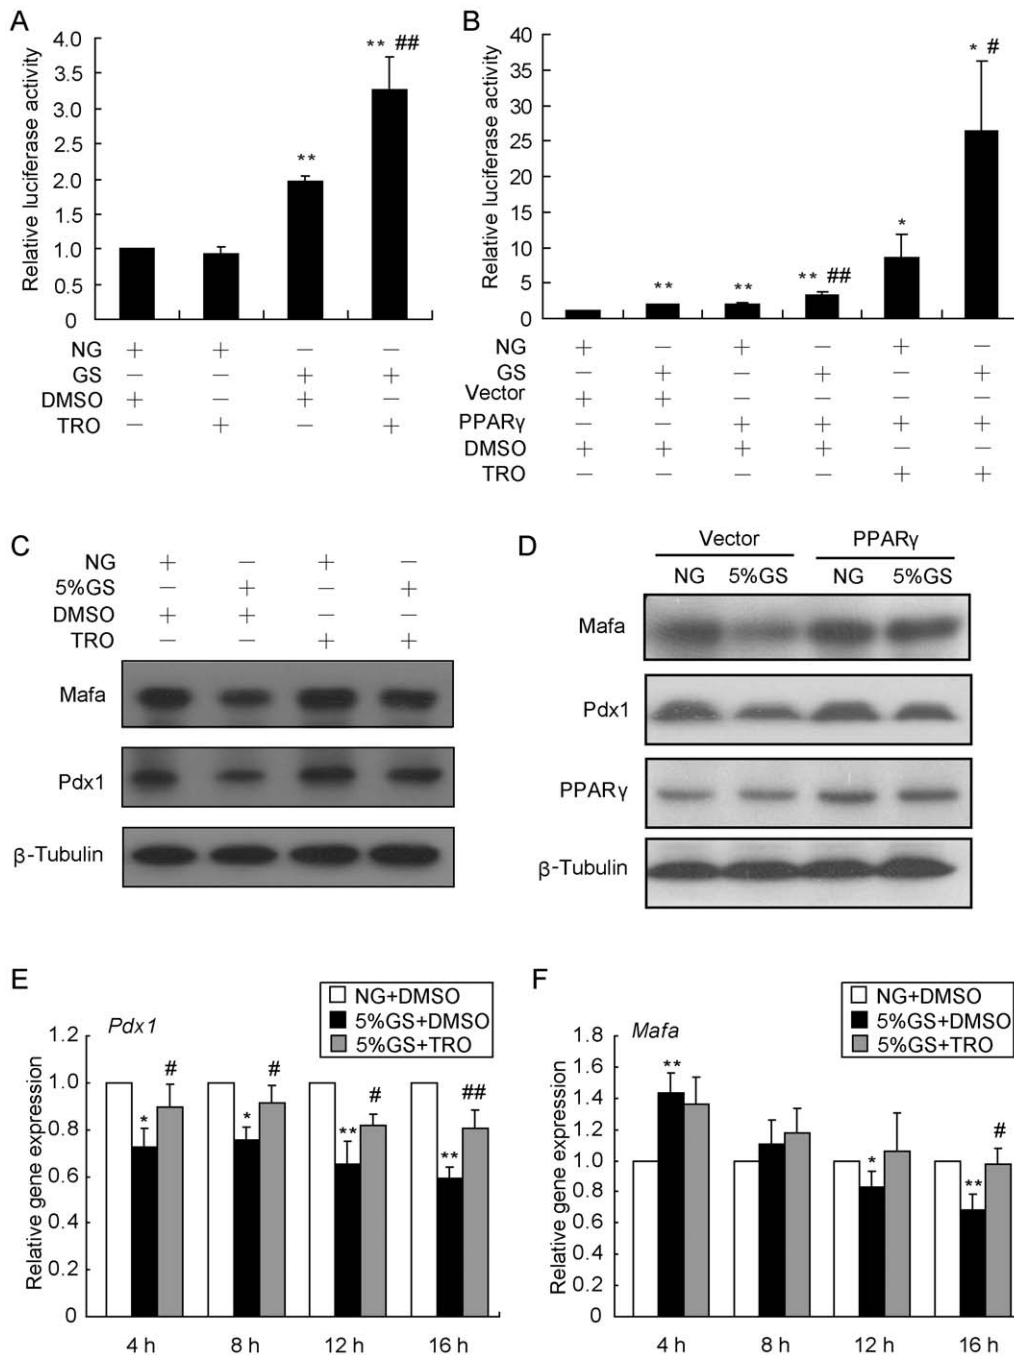 A
Relative luciferase activity
4.0
3.5
3.0
2.5
2.0
1.5
1.0
0.5
0
**
** ##
NG + + − −
GS − − + +
DMSO + − + −
TRO − + − +
B
Relative luciferase activity
40
35
30
25
20
15
10
5
0
**
**
** ##
*
* #
NG + − + − + −
GS − + − + − +
Vector + + − − − −
PPARγ − − + + + +
DMSO + + + + − −
TRO − − − − + +
C
NG + − + −
5%GS − + − +
DMSO + + − −
TRO − − + +
Mafa
Pdx1
β-Tubulin
D
Vector PPARγ
NG 5%GS NG 5%GS
Mafa
Pdx1
PPARγ
β-Tubulin
E
NG+DMSO
5%GS+DMSO
5%GS+TRO
Pdx1
Relative gene expression
1.2
1.0
0.8
0.6
0.4
0.2
0
* # * # ** # ** ##
4 h 8 h 12 h 16 h
F
NG+DMSO
5%GS+DMSO
5%GS+TRO
Mafa
Relative gene expression
1.8
1.6
1.4
1.2
1.0
0.8
0.6
0.4
0.2
0
** * ** #
4 h 8 h 12 h 16 h